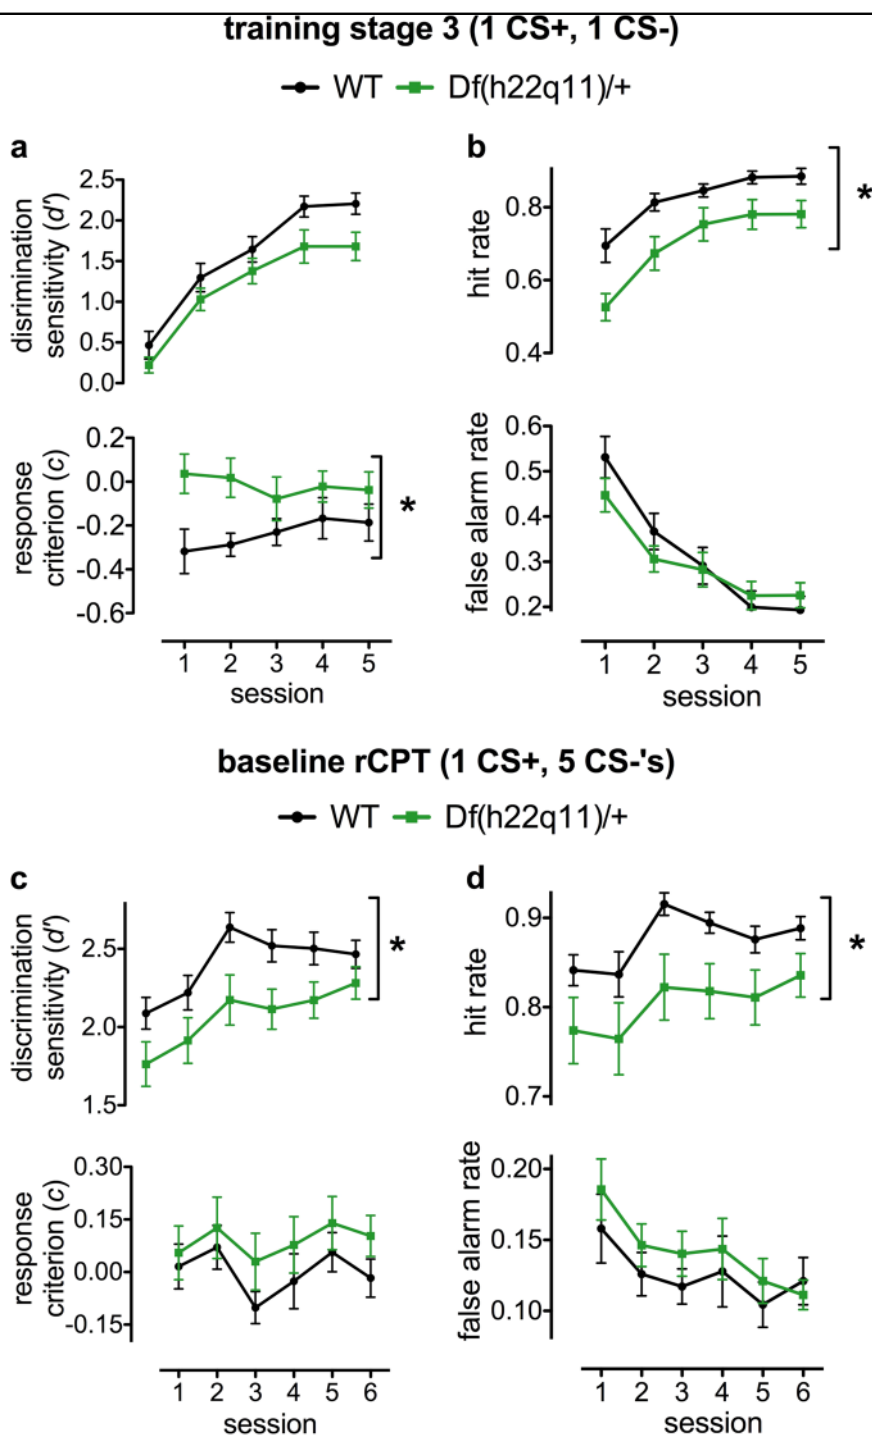 training stage 3 (1 CS+, 1 CS-)
WT Df(h22q11)/+
a
disrimination
sensitivity (d')
2.5
2.0
1.5
1.0
0.5
0.0
b
hit rate
0.8
0.6
0.4
*
response
criterion (c)
0.2
0.0
-0.2
-0.4
-0.6
*
1 2 3 4 5
session
false alarm rate
0.6
0.5
0.4
0.3
0.2
1 2 3 4 5
session
baseline rCPT (1 CS+, 5 CS-'s)
WT Df(h22q11)/+
c
discrimination
sensitivity (d')
2.5
2.0
1.5
*
d
hit rate
0.9
0.8
0.7
*
response
criterion (c)
0.30
0.15
0.00
-0.15
1 2 3 4 5 6
session
false alarm rate
0.20
0.15
0.10
1 2 3 4 5 6
session